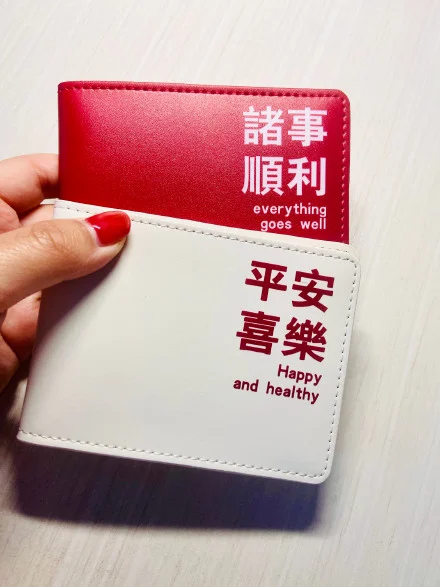 諸事
順利
everything
goes well
平安
喜樂
Happy
and healthy